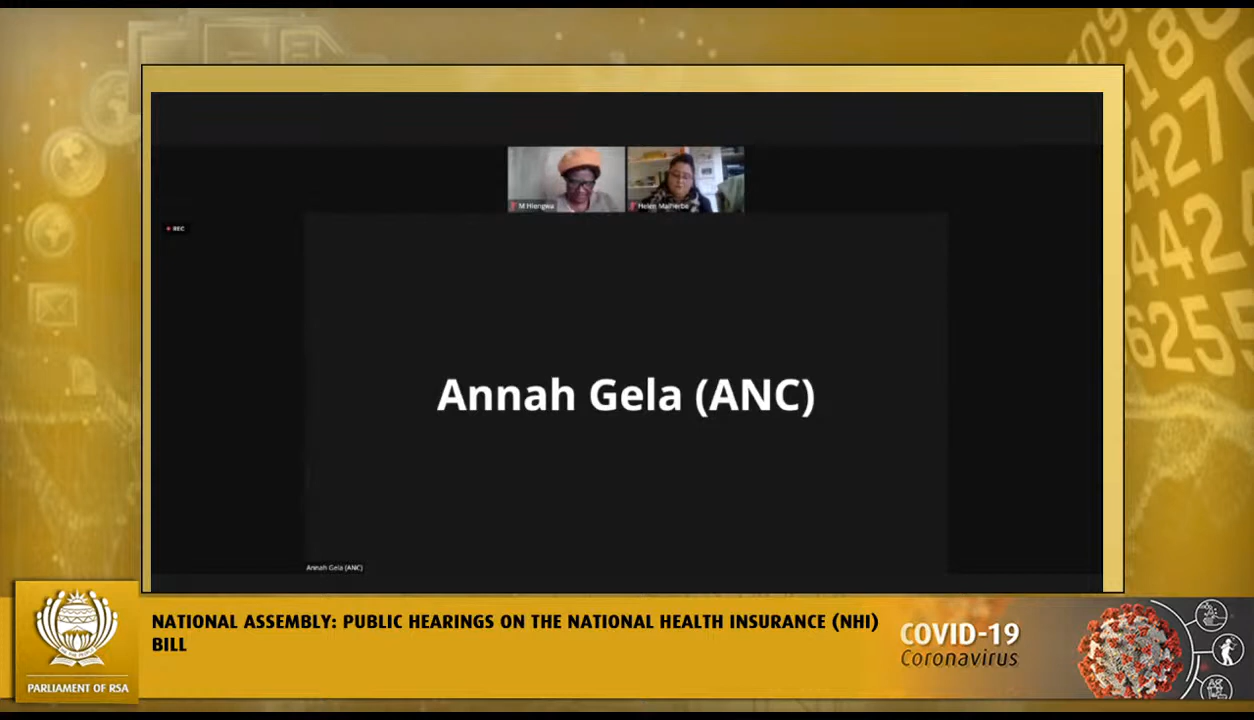 M Hlengwa
Helen Malherbe
REC
Annah Gela (ANC)
Annah Gela (ANC)
NATIONAL ASSEMBLY: PUBLIC HEARINGS ON THE NATIONAL HEALTH INSURANCE (NHI)
BILL
COVID-19
Coronavirus
PARLIAMENT OF RSA